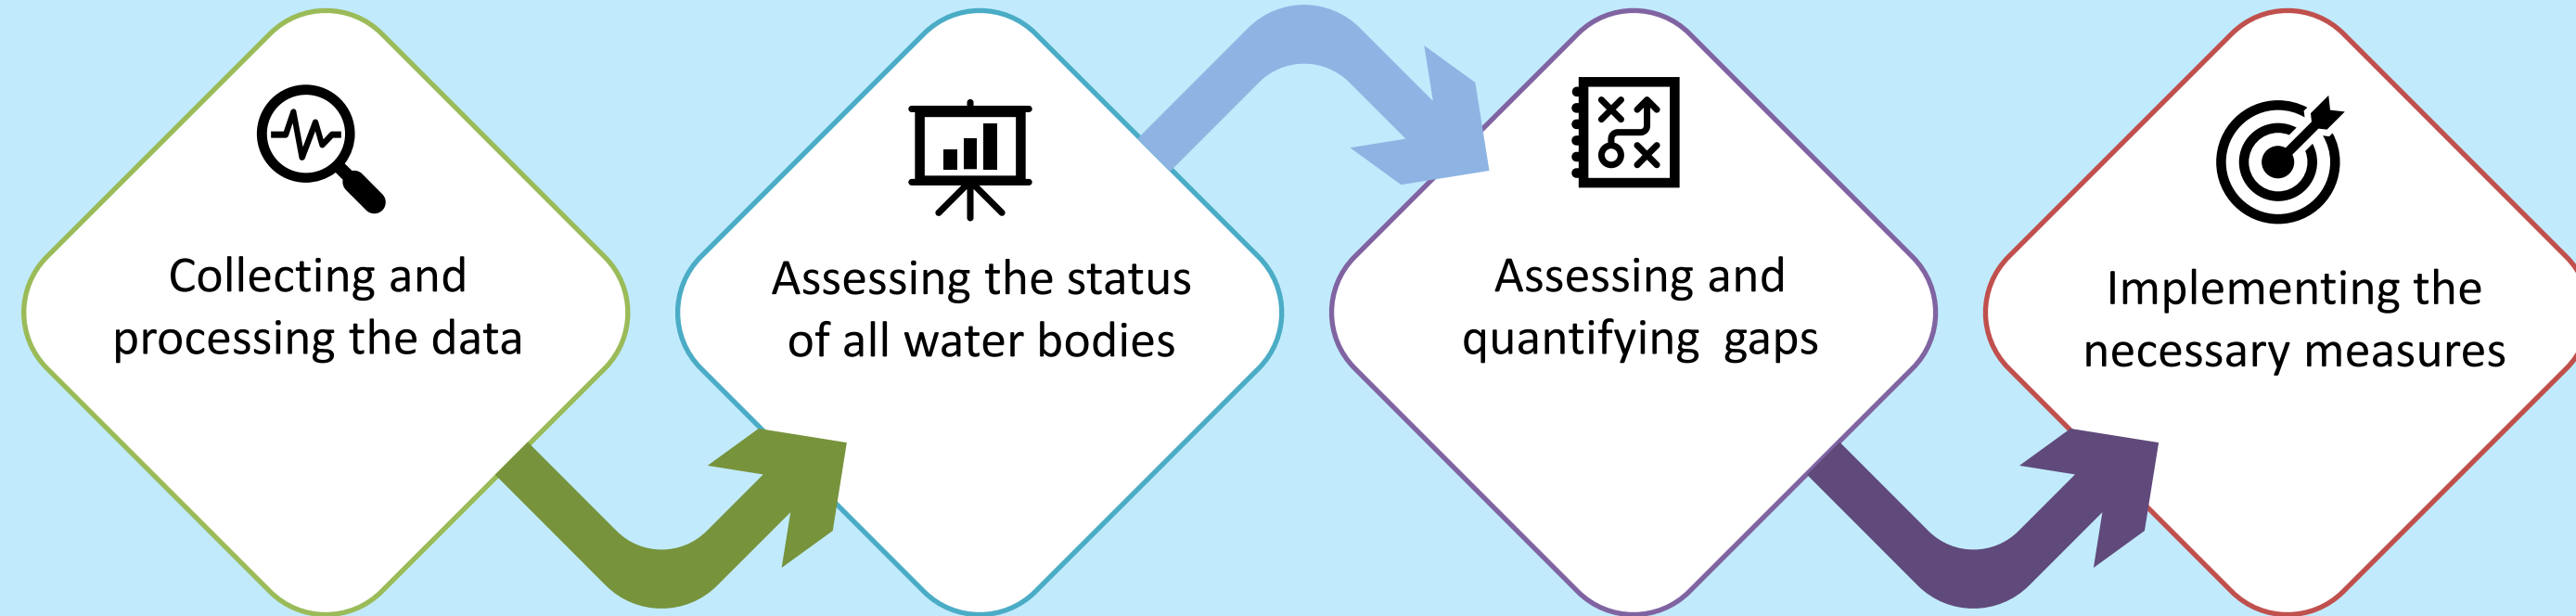 Collecting and
processing the data
Assessing the status
of all water bodies
Assessing and
quantifying  gaps
Implementing the
necessary measures